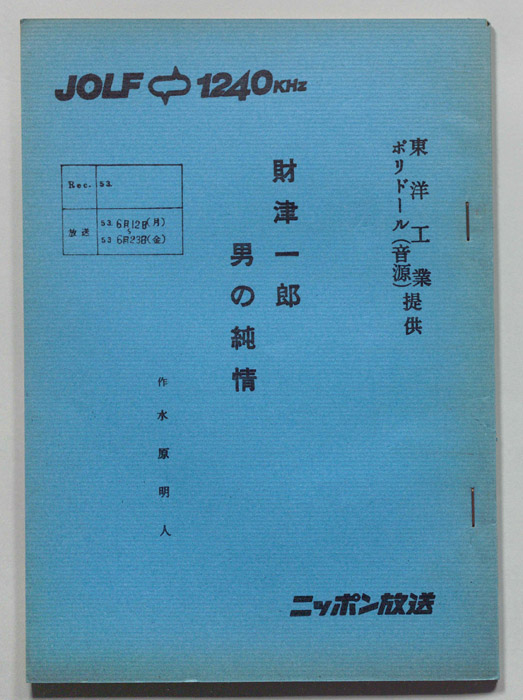 JOLF 1240KHz
東洋工業
ポリドール(音源)提供
財津一郎
男の純情
Rec. 53.
放送 53. 6月12日(月)
〜
53 6月23日(金)
作 水原明人
ニッポン放送